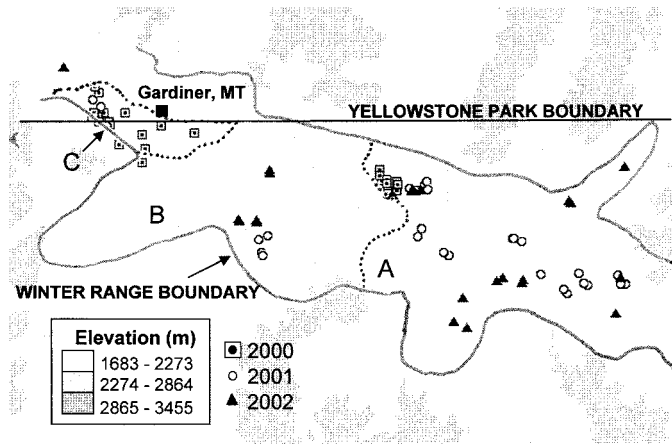 Gardiner, MT
YELLOWSTONE PARK BOUNDARY
C
B
A
WINTER RANGE BOUNDARY
Elevation (m)
1683 - 2273
2274 - 2864
2865 - 3455
2000
2001
2002